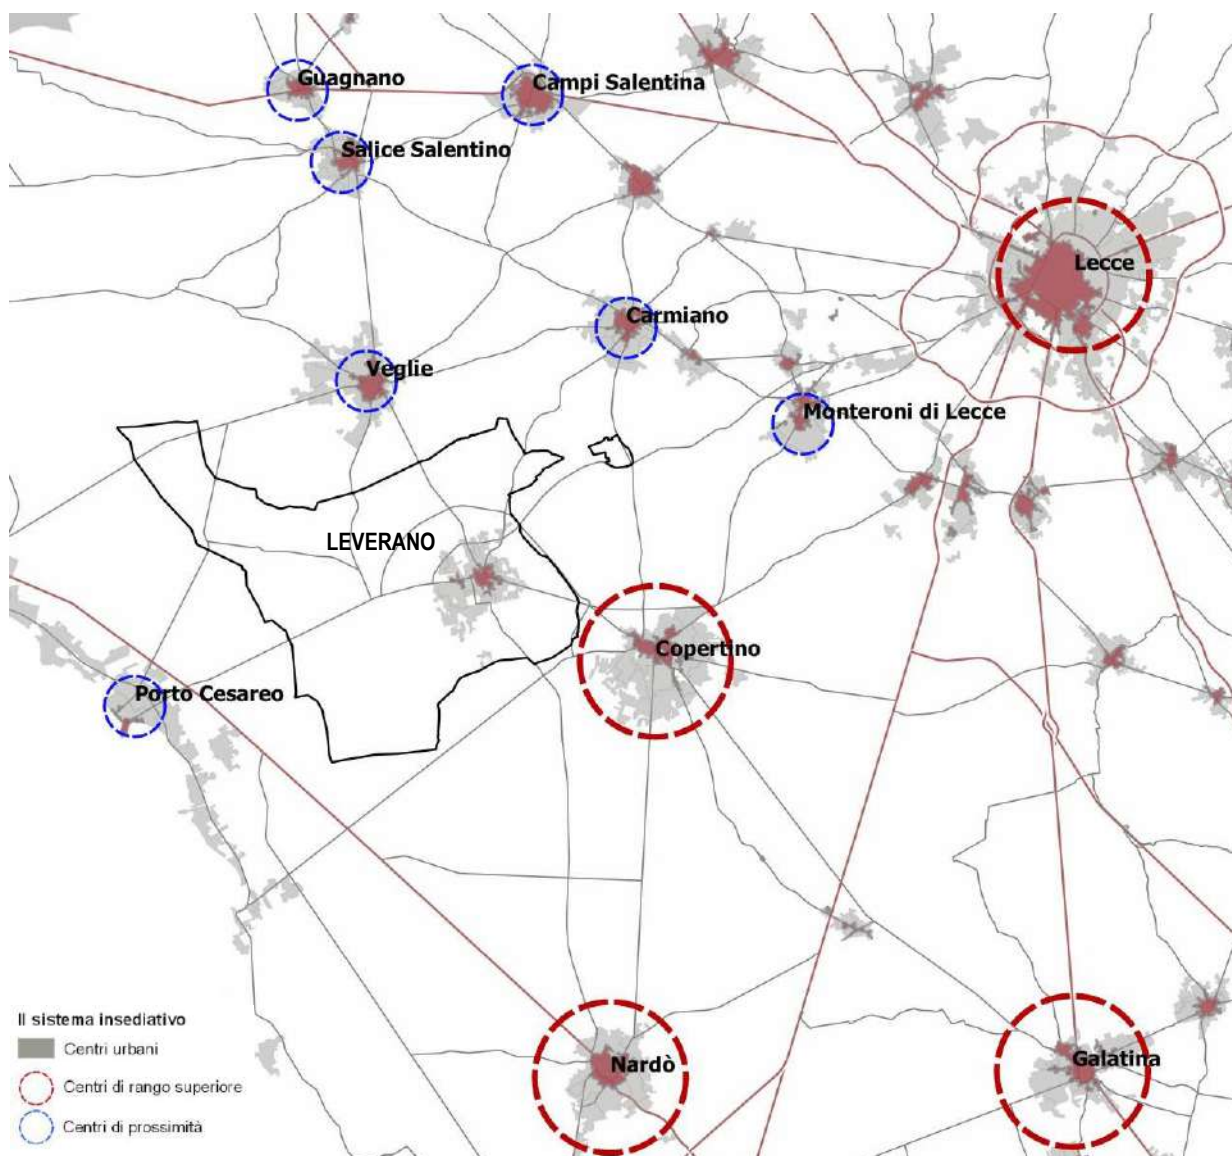 Guagnano
Campi Salentina
Salice Salentino
Lecce
Carmiano
Veglie
Monteroni di Lecce
LEVERANO
Copertino
Porto Cesareo
Il sistema insediativo
Centri urbani
Centri di rango superiore
Centri di prossimità
Nardò
Galatina